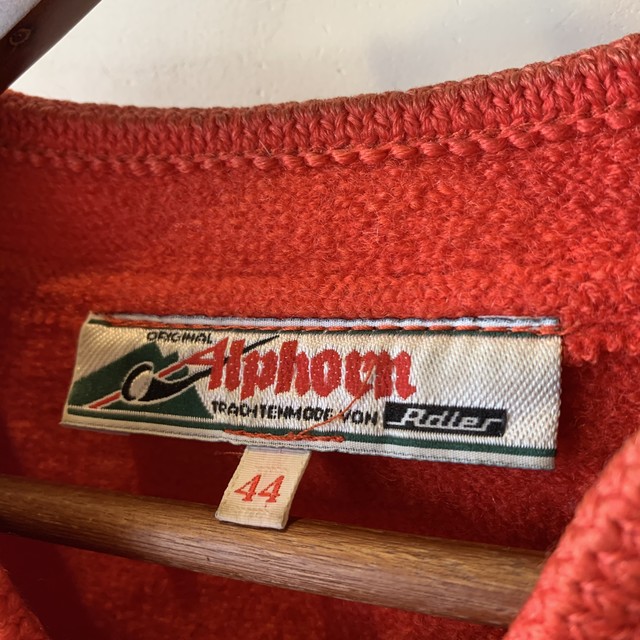 ORIGINAL
Alphorn
TRACHTENMODE VON Adler
44